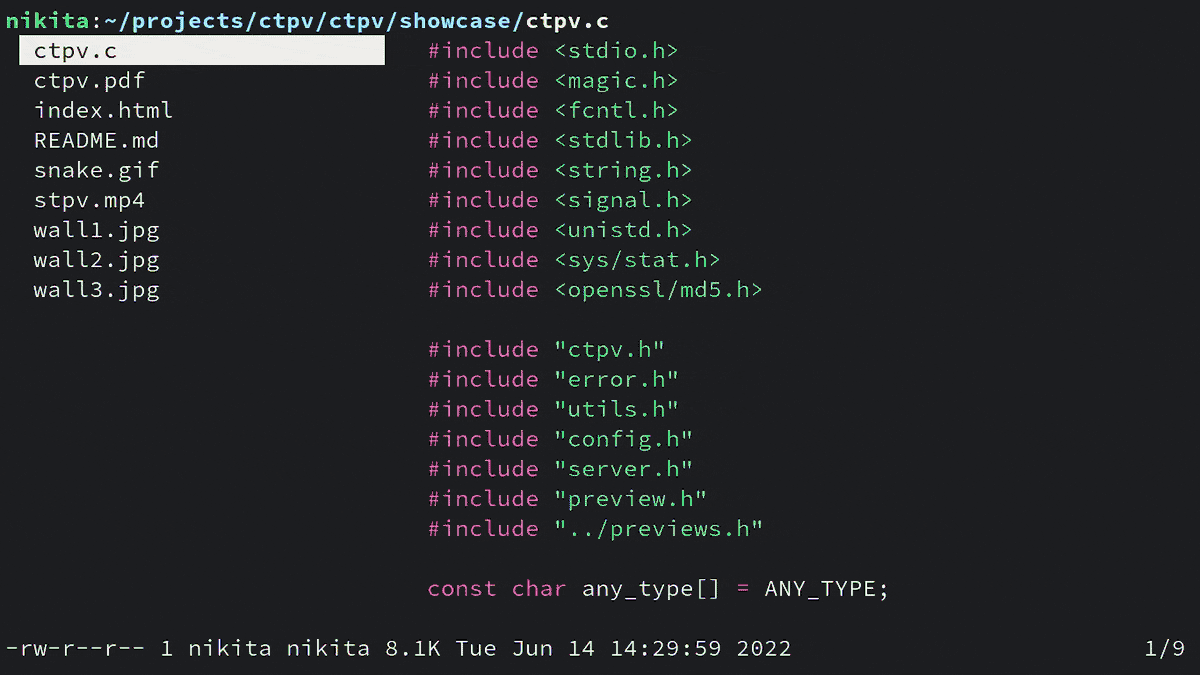 nikita:~/projects/ctpv/ctpv/showcase/ctpv.c
ctpv.c
ctpv.pdf
index.html
README.md
snake.gif
stpv.mp4
wall1.jpg
wall2.jpg
wall3.jpg
#include <stdio.h>
#include <magic.h>
#include <fcntl.h>
#include <stdlib.h>
#include <string.h>
#include <signal.h>
#include <unistd.h>
#include <sys/stat.h>
#include <openssl/md5.h>
#include "ctpv.h"
#include "error.h"
#include "utils.h"
#include "config.h"
#include "server.h"
#include "preview.h"
#include "../previews.h"
const char any_type[] = ANY_TYPE;
-rw-r--r-- 1 nikita nikita 8.1K Tue Jun 14 14:29:59 2022 1/9